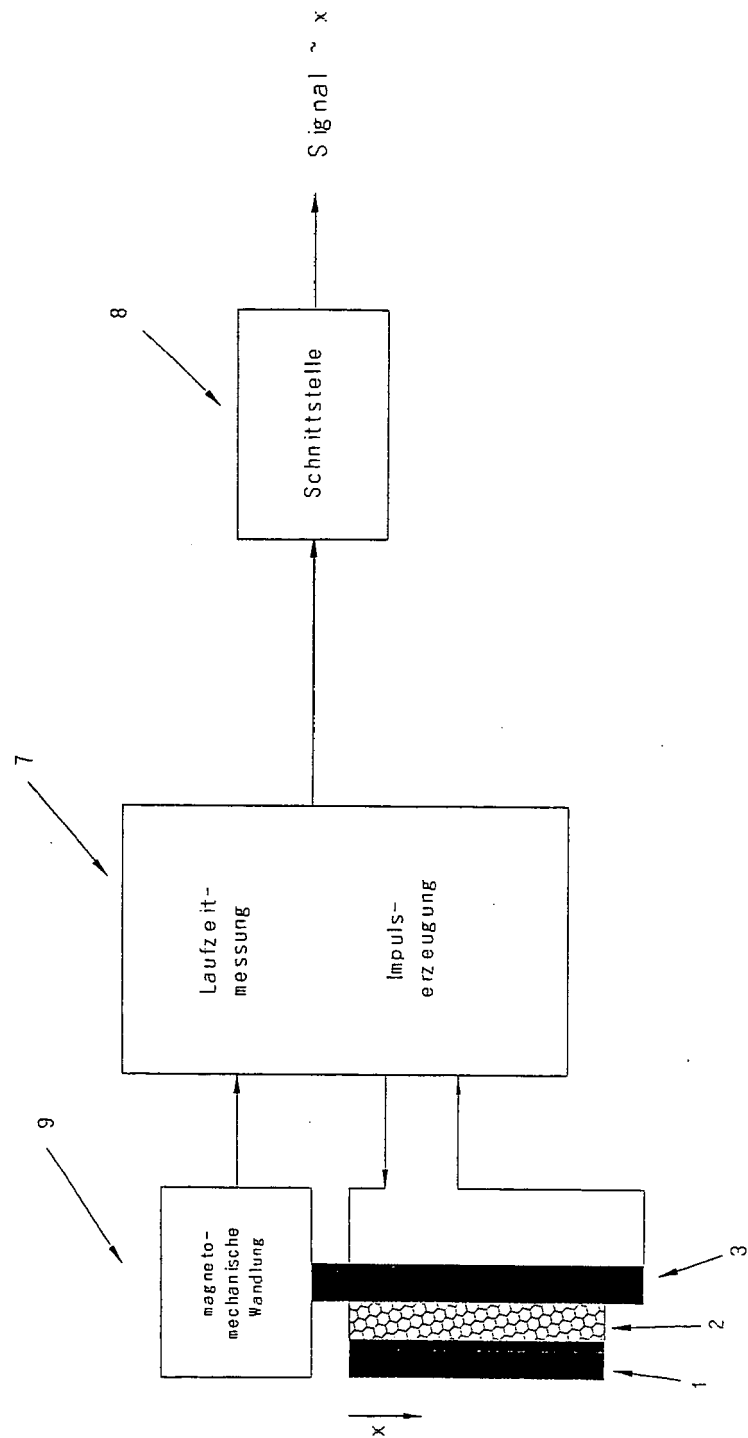 9
7
8
magneto-
mechanische
Wandlung
Laufzeit-
messung
Impuls-
erzeugung
Schnittstelle
Signal ~ x
x
1
2
3